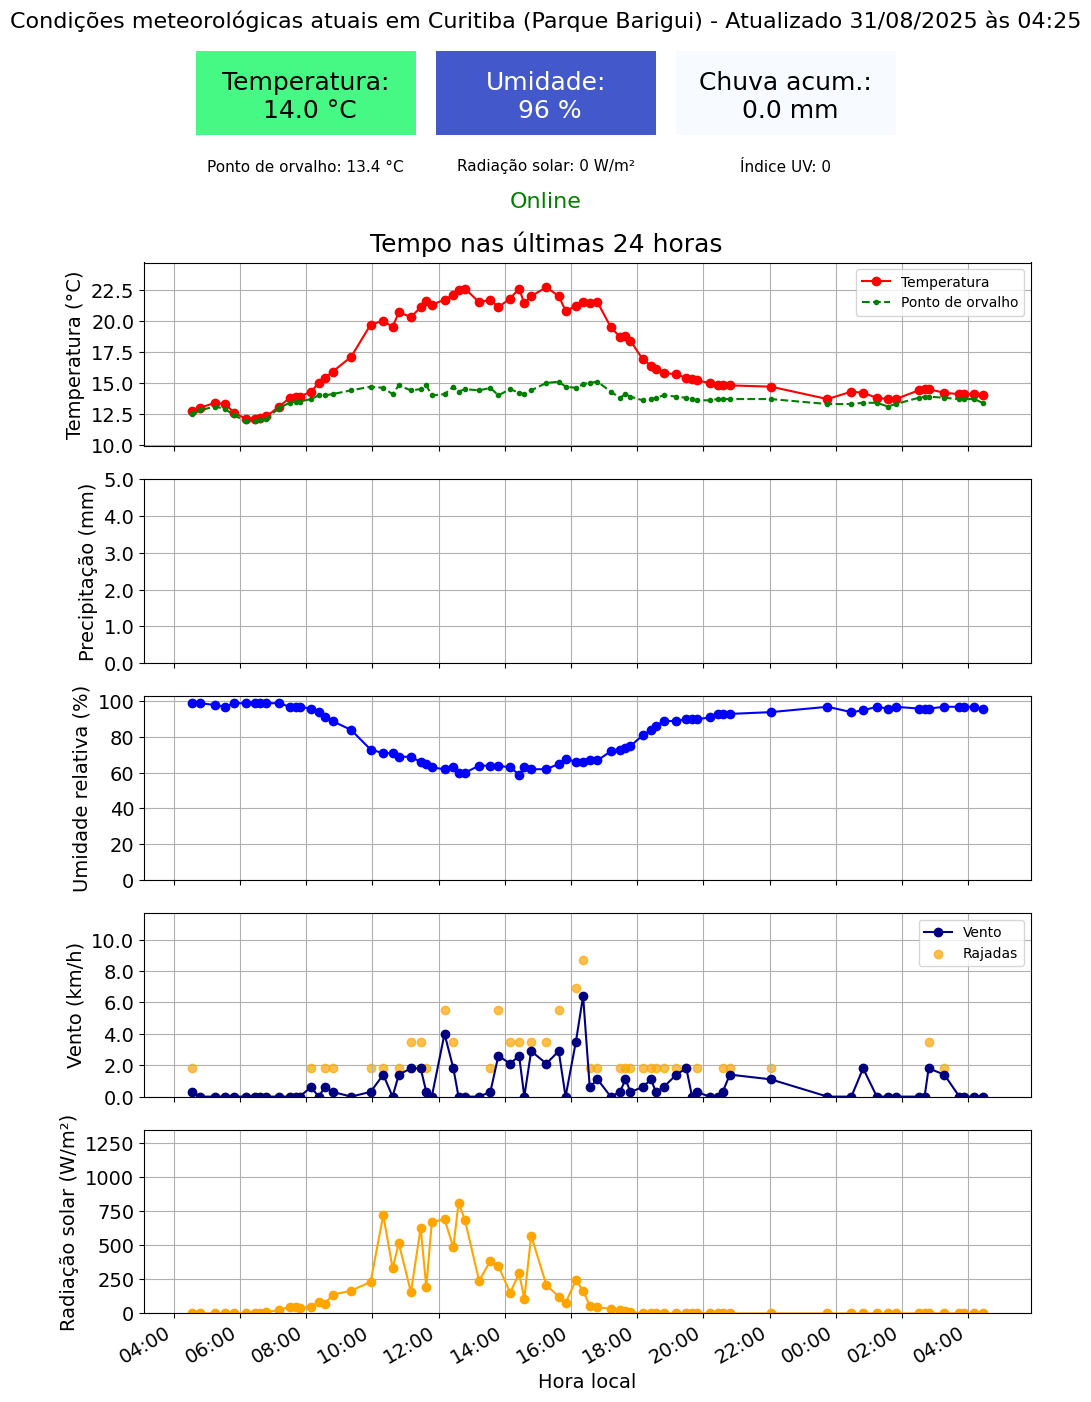 Condições meteorológicas atuais em Curitiba (Parque Barigui) - Atualizado 31/08/2025 às 04:25
Temperatura:
14.0 °C
Umidade:
96 %
Chuva acum.:
0.0 mm
Ponto de orvalho: 13.4 °C
Radiação solar: 0 W/m²
Índice UV: 0
Online
Tempo nas últimas 24 horas
Temperatura (°C)
22.5
20.0
17.5
15.0
12.5
10.0
Temperatura
Ponto de orvalho
Precipitação (mm)
5.0
4.0
3.0
2.0
1.0
0.0
Umidade relativa (%)
100
80
60
40
20
0
Vento (km/h)
10.0
8.0
6.0
4.0
2.0
0.0
Vento
Rajadas
Radiação solar (W/m²)
1250
1000
750
500
250
0
04:00
06:00
08:00
10:00
12:00
14:00
16:00
18:00
20:00
22:00
00:00
02:00
04:00
Hora local